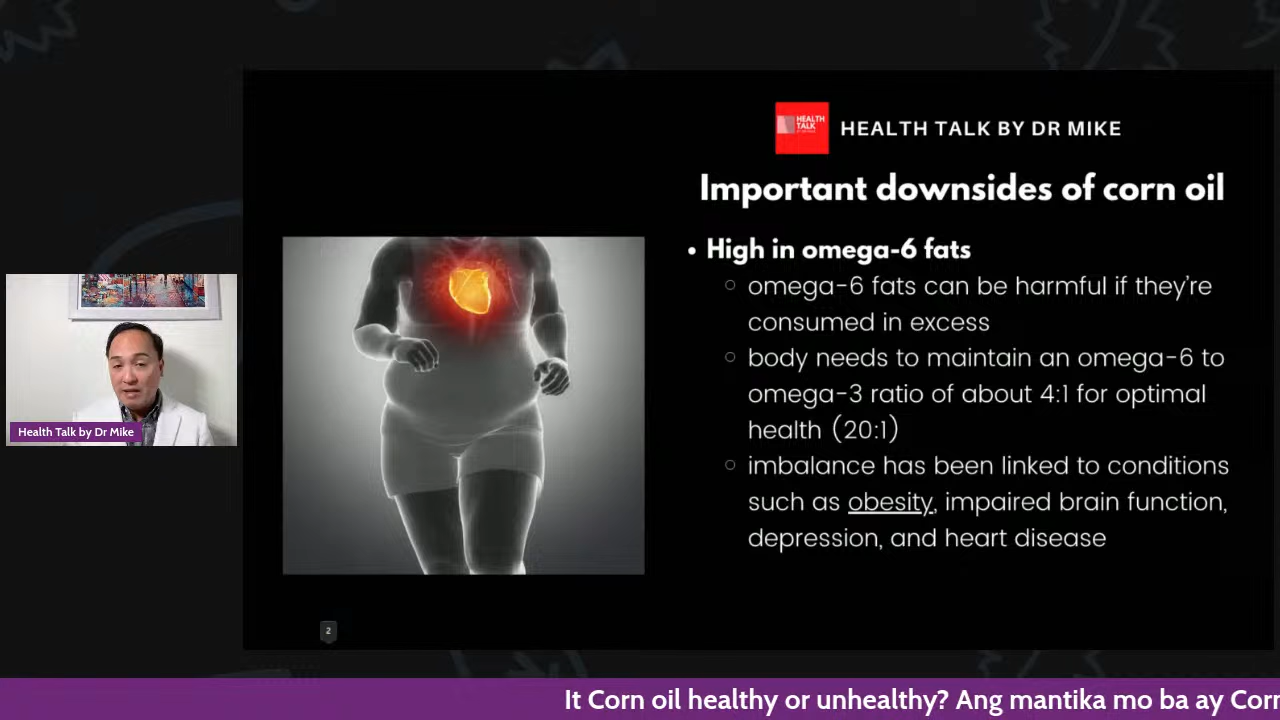 HEALTH
TALK
HEALTH TALK BY DR MIKE
Important downsides of corn oil
• High in omega-6 fats
○ omega-6 fats can be harmful if they're
consumed in excess
○ body needs to maintain an omega-6 to
omega-3 ratio of about 4:1 for optimal
health (20:1)
○ imbalance has been linked to conditions
such as obesity, impaired brain function,
depression, and heart disease
Health Talk by Dr Mike
2
It Corn oil healthy or unhealthy? Ang mantika mo ba ay Corn